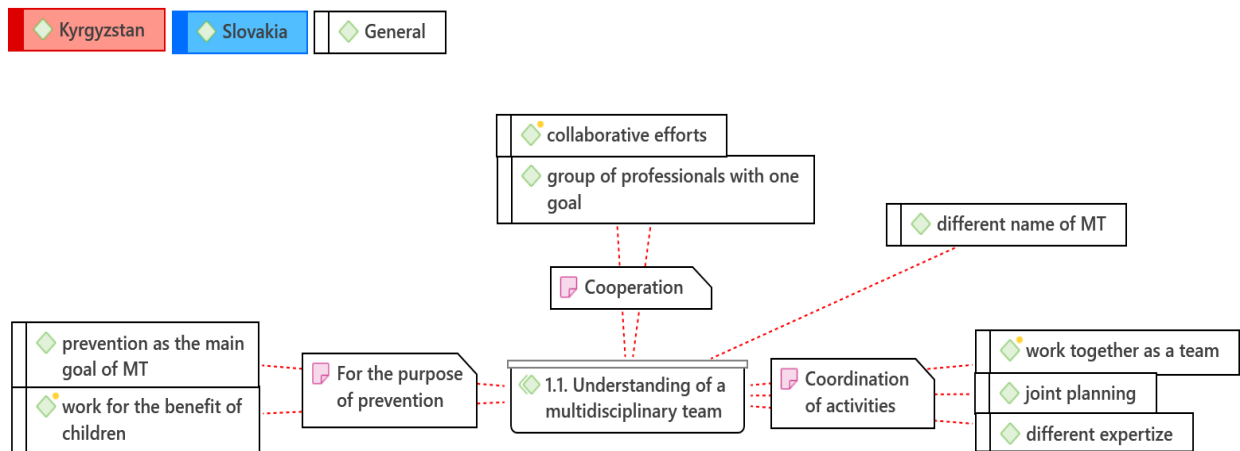 Kyrgyzstan
Slovakia
General
collaborative efforts
group of professionals with one
goal
different name of MT
Cooperation
prevention as the main
goal of MT
work for the benefit of
children
For the purpose
of prevention
1.1. Understanding of a
multidisciplinary team
Coordination
of activities
work together as a team
joint planning
different expertize